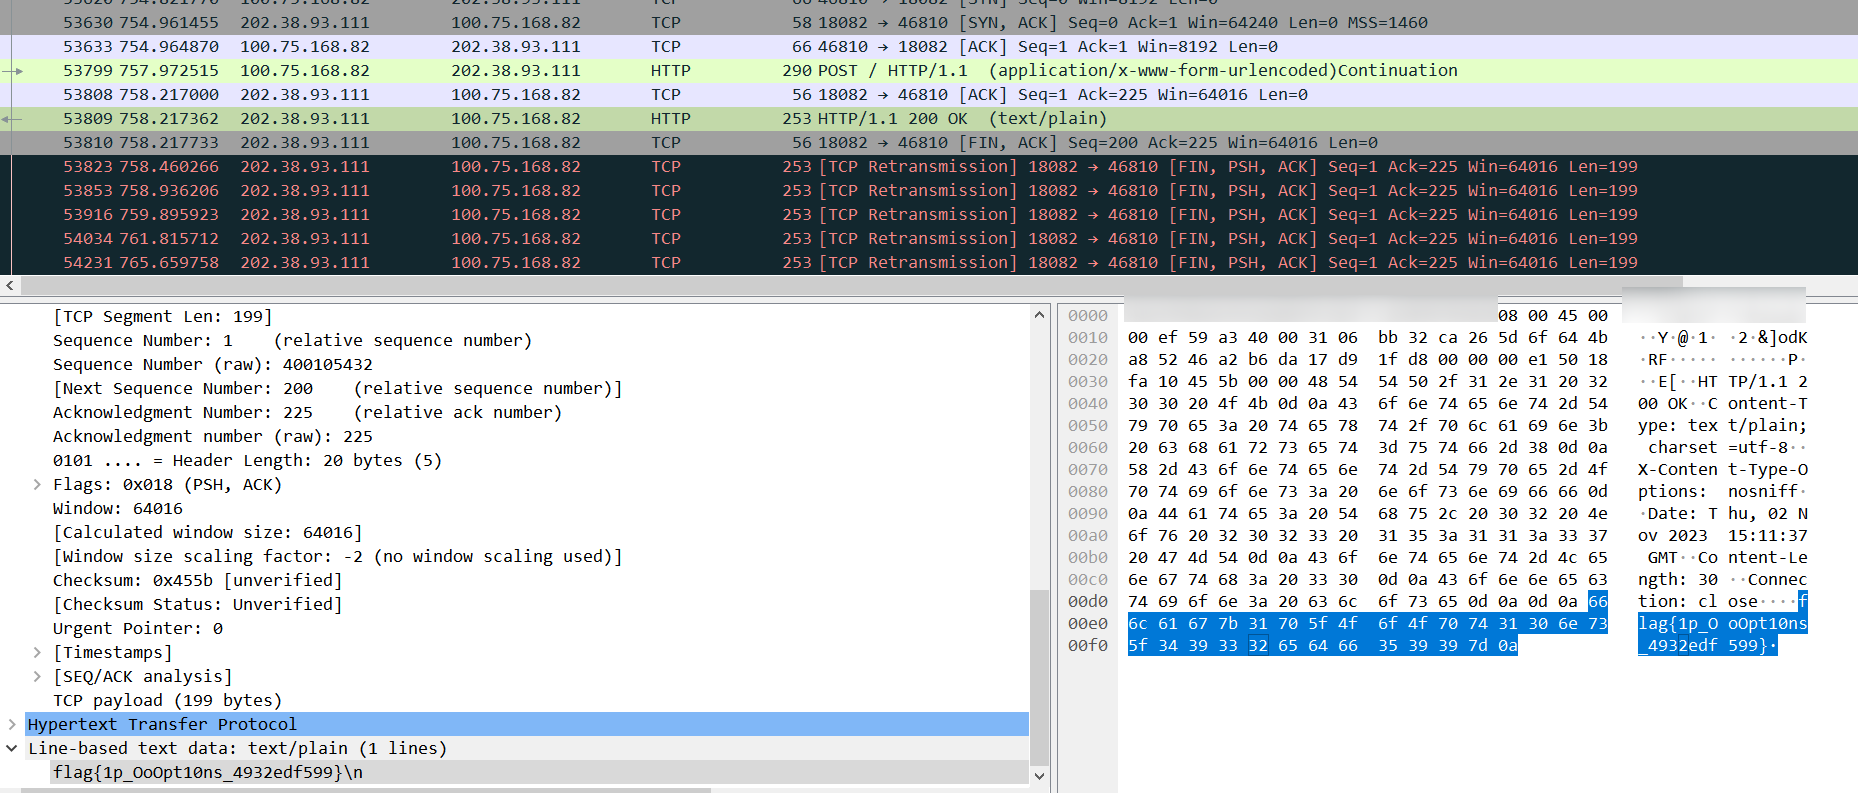 53633 754.964870 100.75.168.82 202.38.93.111 TCP 66 46810 → 18082 [ACK] Seq=1 Ack=1 Win=8192 Len=0
53799 757.972515 100.75.168.82 202.38.93.111 HTTP 290 POST / HTTP/1.1  (application/x-www-form-urlencoded)Continuation
53808 758.217000 202.38.93.111 100.75.168.82 TCP 56 18082 → 46810 [ACK] Seq=1 Ack=225 Win=64016 Len=0
53809 758.217362 202.38.93.111 100.75.168.82 HTTP 253 HTTP/1.1 200 OK  (text/plain)
53810 758.217733 202.38.93.111 100.75.168.82 TCP 56 18082 → 46810 [FIN, ACK] Seq=200 Ack=225 Win=64016 Len=0
53823 758.460266 202.38.93.111 100.75.168.82 TCP 253 [TCP Retransmission] 18082 → 46810 [FIN, PSH, ACK] Seq=1 Ack=225 Win=64016 Len=199
53853 758.936206 202.38.93.111 100.75.168.82 TCP 253 [TCP Retransmission] 18082 → 46810 [FIN, PSH, ACK] Seq=1 Ack=225 Win=64016 Len=199
53916 759.895923 202.38.93.111 100.75.168.82 TCP 253 [TCP Retransmission] 18082 → 46810 [FIN, PSH, ACK] Seq=1 Ack=225 Win=64016 Len=199
54034 761.815712 202.38.93.111 100.75.168.82 TCP 253 [TCP Retransmission] 18082 → 46810 [FIN, PSH, ACK] Seq=1 Ack=225 Win=64016 Len=199
54231 765.659758 202.38.93.111 100.75.168.82 TCP 253 [TCP Retransmission] 18082 → 46810 [FIN, PSH, ACK] Seq=1 Ack=225 Win=64016 Len=199
[TCP Segment Len: 199]
Sequence Number: 1    (relative sequence number)
Sequence Number (raw): 400105432
[Next Sequence Number: 200    (relative sequence number)]
Acknowledgment Number: 225    (relative ack number)
Acknowledgment number (raw): 225
0101 .... = Header Length: 20 bytes (5)
Flags: 0x018 (PSH, ACK)
Window: 64016
[Calculated window size: 64016]
[Window size scaling factor: -2 (no window scaling used)]
Checksum: 0x455b [unverified]
[Checksum Status: Unverified]
Urgent Pointer: 0
[Timestamps]
[SEQ/ACK analysis]
TCP payload (199 bytes)
Hypertext Transfer Protocol
Line-based text data: text/plain (1 lines)
flag{1p_OoOpt10ns_4932edf599}\n
0000 08 00 45 00
0010 00 ef 59 a3 40 00 31 06 bb 32 ca 26 5d 6f 64 4b ··Y·@·1· ·2·&]odK
0020 a8 52 46 a2 b6 da 17 d9 1f d8 00 00 00 e1 50 18 ·RF····· ······P·
0030 fa 10 45 5b 00 00 48 54 54 50 2f 31 2e 31 20 32 ··E[··HT TP/1.1 2
0040 30 30 20 4f 4b 0d 0a 43 6f 6e 74 65 6e 74 2d 54 00 OK··C ontent-T
0050 79 70 65 3a 20 74 65 78 74 2f 70 6c 61 69 6e 3b ype: tex t/plain;
0060 20 63 68 61 72 73 65 74 3d 75 74 66 2d 38 0d 0a charset =utf-8··
0070 58 2d 43 6f 6e 74 65 6e 74 2d 54 79 70 65 2d 4f X-Conten t-Type-O
0080 70 74 69 6f 6e 73 3a 20 6e 6f 73 6e 69 66 66 0d ptions: nosniff·
0090 0a 44 61 74 65 3a 20 54 68 75 2c 20 30 32 20 4e ·Date: T hu, 02 N
00a0 6f 76 20 32 30 32 33 20 31 35 3a 31 31 3a 33 37 ov 2023 15:11:37
00b0 20 47 4d 54 0d 0a 43 6f 6e 74 65 6e 74 2d 4c 65 GMT··Co ntent-Le
00c0 6e 67 74 68 3a 20 33 30 0d 0a 43 6f 6e 6e 65 63 ngth: 30 ··Connec
00d0 74 69 6f 6e 3a 20 63 6c 6f 73 65 0d 0a 0d 0a 66 tion: cl ose····f
00e0 6c 61 67 7b 31 70 5f 4f 6f 4f 70 74 31 30 6e 73 lag{1p_O oOpt10ns
00f0 5f 34 39 33 32 65 64 66 35 39 39 7d 0a _4932edf 599}·